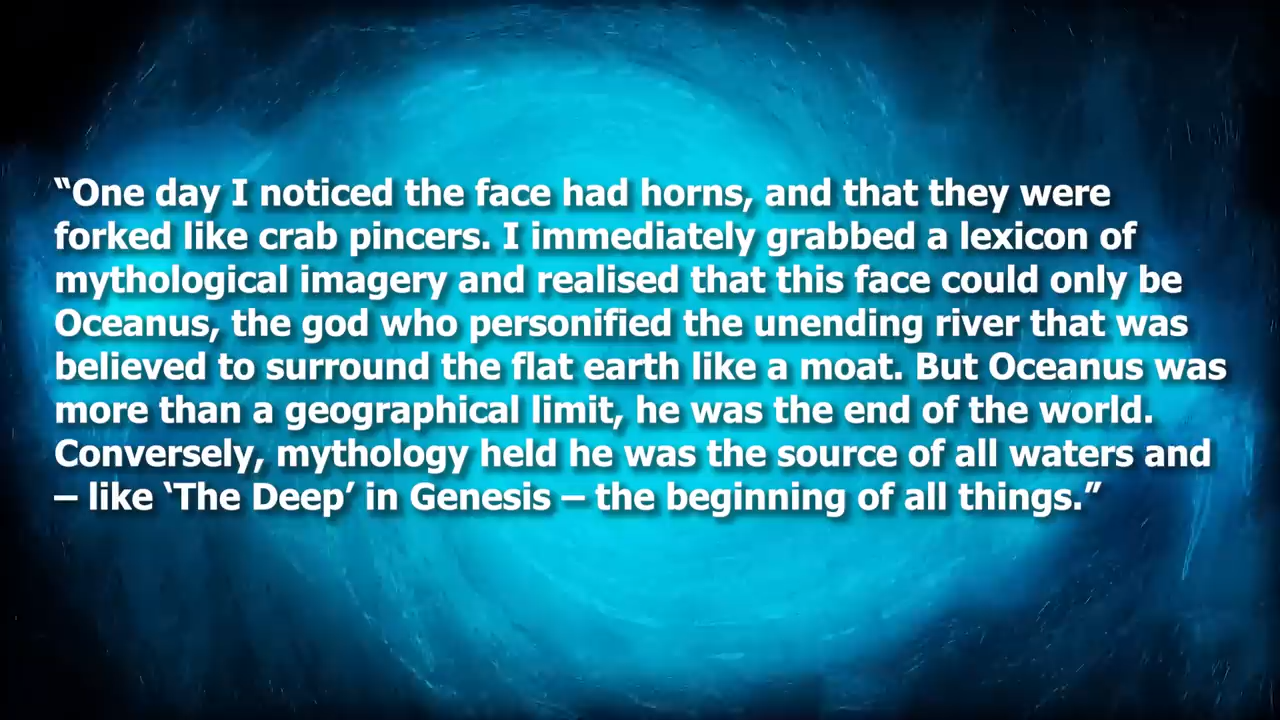 “One day I noticed the face had horns, and that they were
forked like crab pincers. I immediately grabbed a lexicon of
mythological imagery and realised that this face could only be
Oceanus, the god who personified the unending river that was
believed to surround the flat earth like a moat. But Oceanus was
more than a geographical limit, he was the end of the world.
Conversely, mythology held he was the source of all waters and
– like ‘The Deep’ in Genesis – the beginning of all things.”